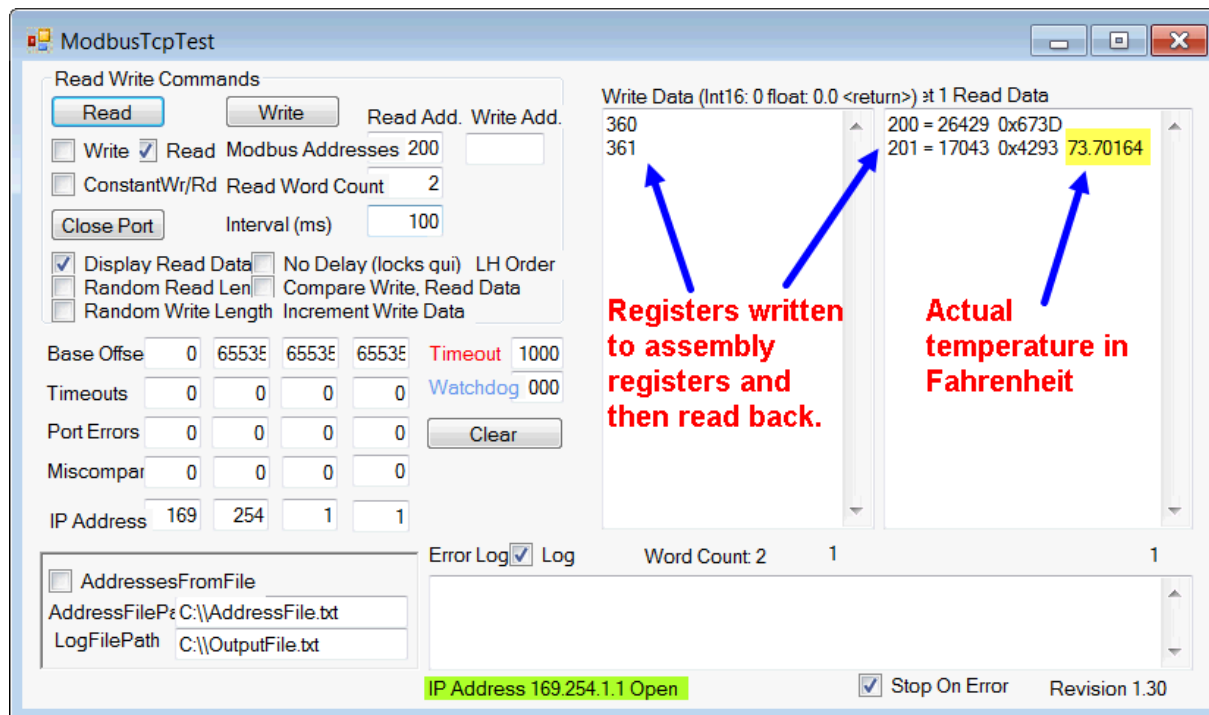 ModbusTcpTest
Read Write Commands
Read Write Read Add. Write Add.
Write Read Modbus Addresses 200
ConstantWr/Rd Read Word Count 2
Close Port Interval (ms) 100
Display Read Data No Delay (locks gui) LH Order
Random Read Len Compare Write, Read Data
Random Write Length Increment Write Data
Base Offse 0 65535 65535 65535 Timeout 1000
Timeouts 0 0 0 0 Watchdog 000
Port Errors 0 0 0 0 Clear
Miscompar 0 0 0 0
IP Address 169 254 1 1
Write Data (Int16: 0 float: 0.0 <return>) et 1 Read Data
360
361
200 = 26429 0x673D
201 = 17043 0x4293 73.70164
Registers written
to assembly
registers and
then read back.
Actual
temperature in
Fahrenheit
AddressesFromFile
AddressFilePa C:\\AddressFile.txt
LogFilePath C:\\OutputFile.txt
Error Log Log Word Count: 2 1 1
IP Address 169.254.1.1 Open Stop On Error Revision 1.30